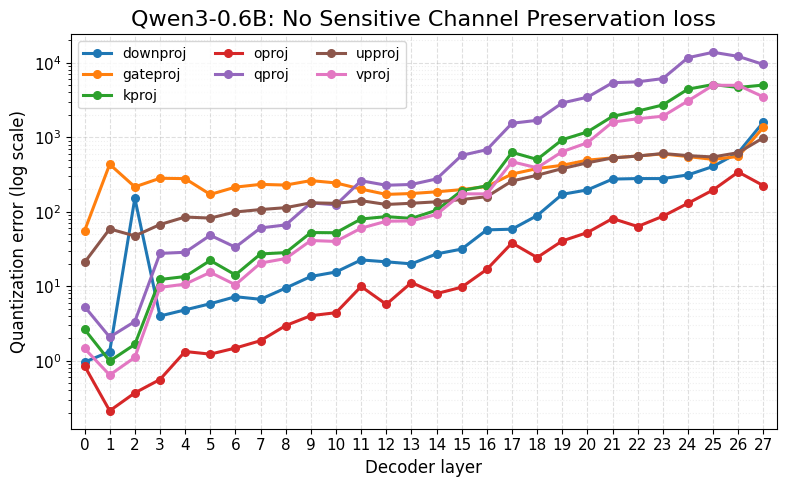 Qwen3-0.6B: No Sensitive Channel Preservation loss
Quantization error (log scale)
10⁴
10³
10²
10¹
10⁰
downproj oproj upproj
gateproj qproj vproj
kproj
0 1 2 3 4 5 6 7 8 9 10 11 12 13 14 15 16 17 18 19 20 21 22 23 24 25 26 27
Decoder layer